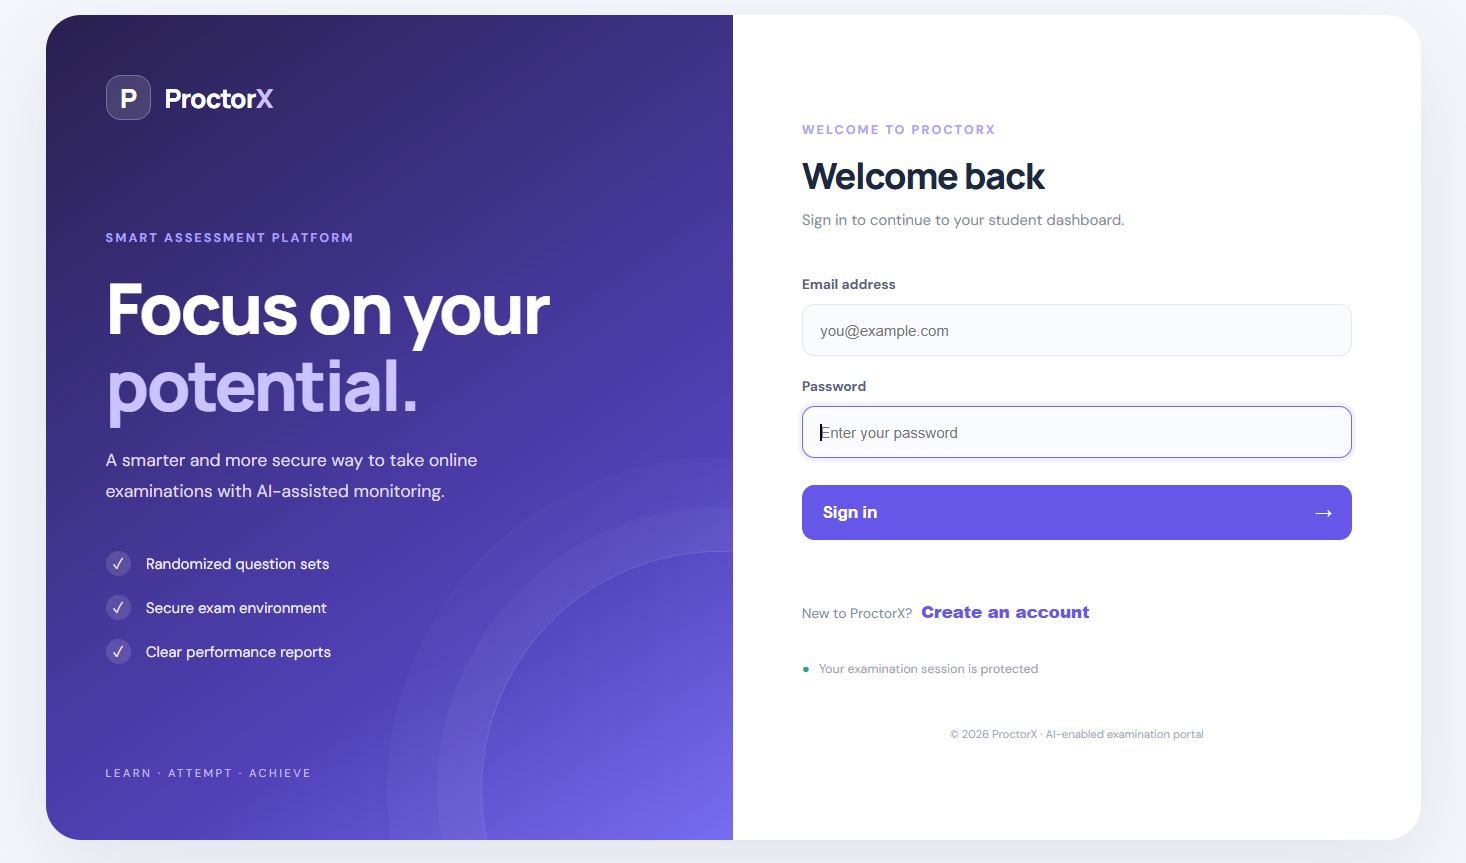 P ProctorX
SMART ASSESSMENT PLATFORM
Focus on your
potential.
A smarter and more secure way to take online
examinations with AI-assisted monitoring.
✓ Randomized question sets
✓ Secure exam environment
✓ Clear performance reports
LEARN · ATTEMPT · ACHIEVE
WELCOME TO PROCTORX
Welcome back
Sign in to continue to your student dashboard.
Email address
you@example.com
Password
Enter your password
Sign in →
New to ProctorX? Create an account
• Your examination session is protected
© 2026 ProctorX · AI-enabled examination portal